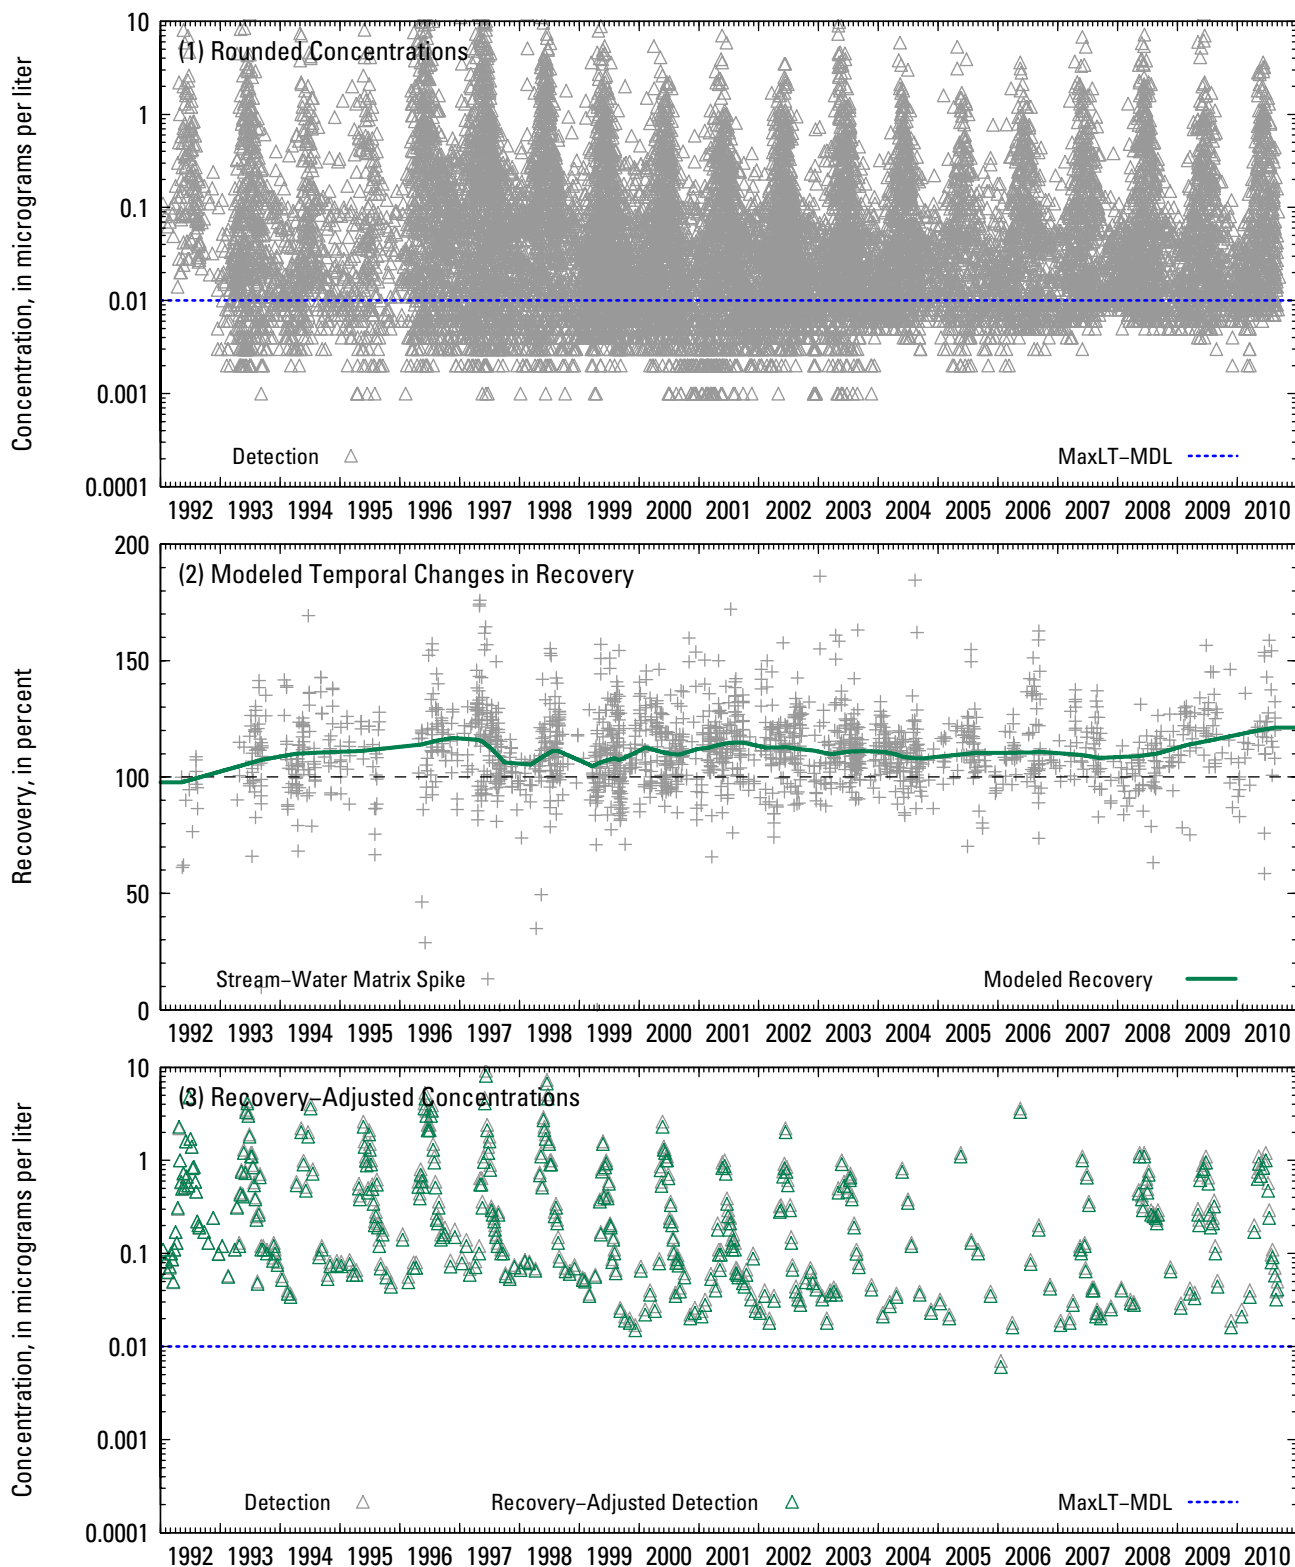 (1) Rounded Concentrations
Concentration, in micrograms per liter
10
1
0.1
0.01
0.001
0.0001
Detection
MaxLT–MDL
1992 1993 1994 1995 1996 1997 1998 1999 2000 2001 2002 2003 2004 2005 2006 2007 2008 2009 2010
(2) Modeled Temporal Changes in Recovery
Recovery, in percent
200
150
100
50
0
Stream–Water Matrix Spike
Modeled Recovery
1992 1993 1994 1995 1996 1997 1998 1999 2000 2001 2002 2003 2004 2005 2006 2007 2008 2009 2010
(3) Recovery–Adjusted Concentrations
Concentration, in micrograms per liter
10
1
0.1
0.01
0.001
0.0001
Detection
Recovery–Adjusted Detection
MaxLT–MDL
1992 1993 1994 1995 1996 1997 1998 1999 2000 2001 2002 2003 2004 2005 2006 2007 2008 2009 2010